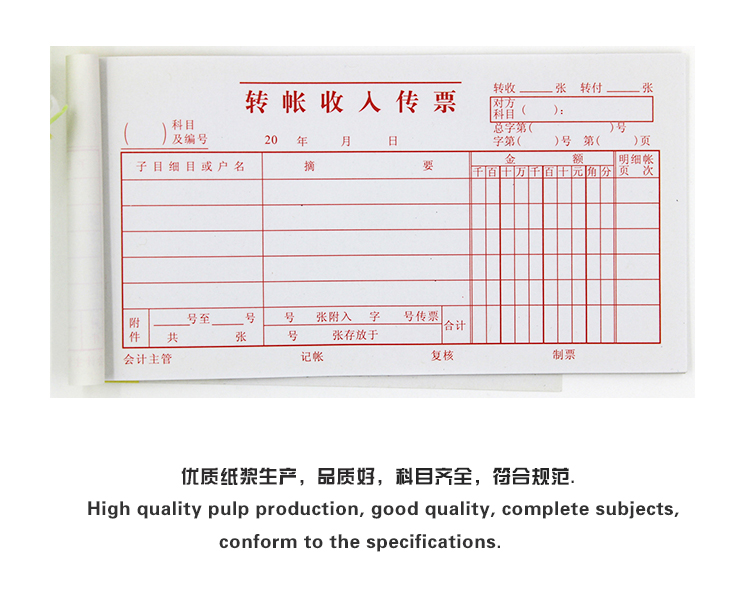 转帐收入传票
转收 张 转付 张
对方科目( ):
总字第( )号
字第( )号 第( )页
( )科目及编号
20 年 月 日
子目细目或户名 摘 要 金 额 明细帐页次
千 百 十 万 千 百 十 元 角 分
附件 号至 号 号 张附入 字 号传票 合计
共 张 号 张存放于
会计主管 记帐 复核 制票
优质纸浆生产，品质好，科目齐全，符合规范.
High quality pulp production, good quality, complete subjects,
conform to the specifications.